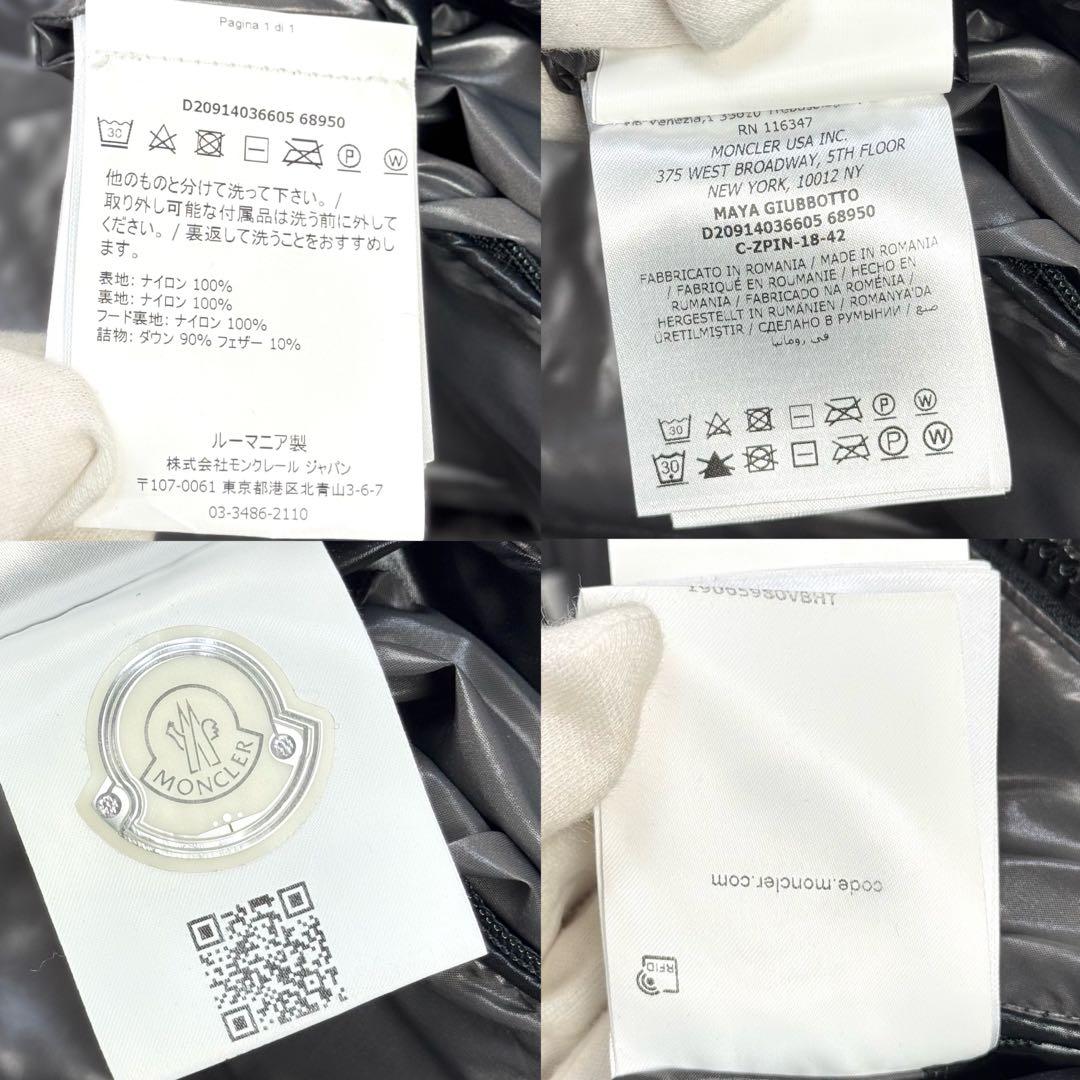 Pagina 1 di 1
D20914036605 68950
30
P
W
他のものと分けて洗って下さい。/
取り外し可能な付属品は洗う前に外して
ください。/ 裏返して洗うことをおすすめし
ます。
表地: ナイロン 100%
裏地: ナイロン 100%
フード裏地: ナイロン 100%
詰物: ダウン 90% フェザー 10%
ルーマニア製
株式会社モンクレール ジャパン
〒107-0061 東京都港区北青山3-6-7
03-3486-2110
RN 116347
MONCLER USA INC.
375 WEST BROADWAY, 5TH FLOOR
NEW YORK, 10012 NY
MAYA GIUBBOTTO
D20914036605 68950
C-ZPIN-18-42
FABBRICATO IN ROMANIA / MADE IN ROMANIA
/ FABRIQUÉ EN ROUMANIE / HECHO EN
RUMANIA / FABRICADO NA ROMÉNIA /
HERGESTELLT IN RUMÄNIEN / ROMANYA'DA
ÜRETILMIŞTIR / СДЕЛАНО В РУМЫНИИ / صنع
في رومانيا
30
P
W
30
P
W
MONCLER
code.moncler.com
RFID